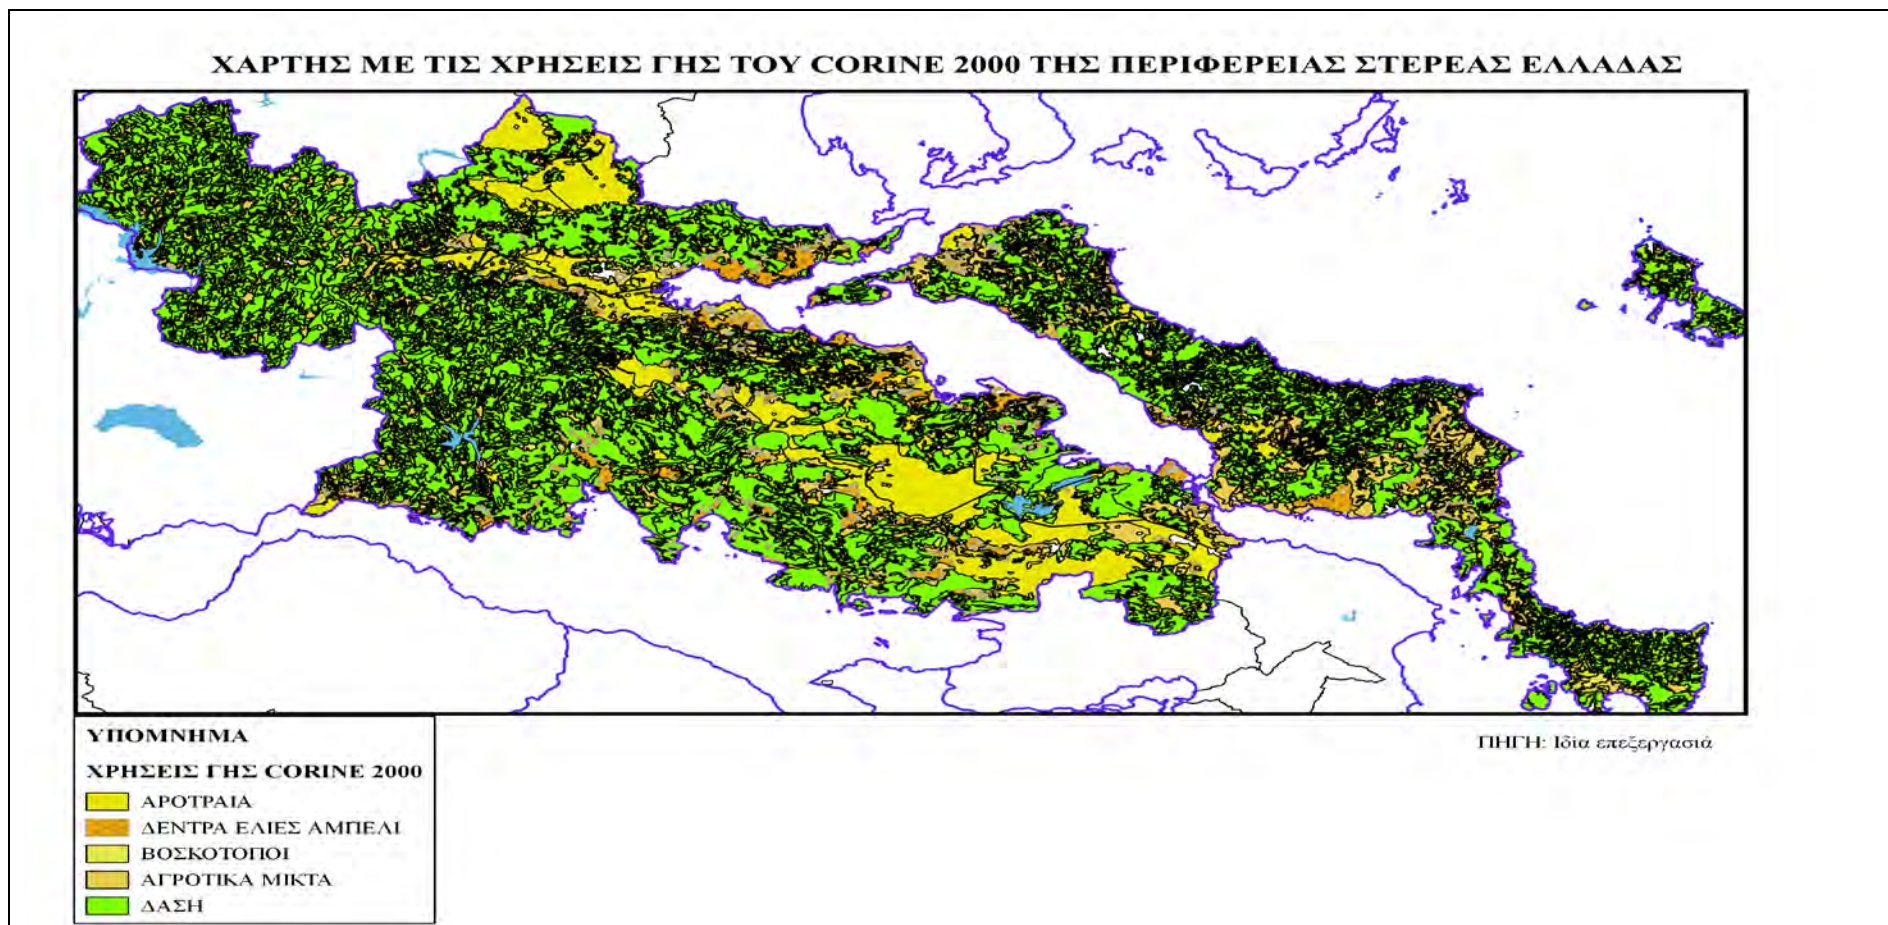 ΧΑΡΤΗΣ ΜΕ ΤΙΣ ΧΡΗΣΕΙΣ ΓΗΣ ΤΟΥ CORINE 2000 ΤΗΣ ΠΕΡΙΦΕΡΕΙΑΣ ΣΤΕΡΕΑΣ ΕΛΛΑΔΑΣ
ΠΗΓΗ: Ιδία επεξεργασιά
ΥΠΟΜΝΗΜΑ
ΧΡΗΣΕΙΣ ΓΗΣ CORINE 2000
ΑΡΟΤΡΑΙΑ
ΔΕΝΤΡΑ ΕΛΙΕΣ ΑΜΠΕΛΙ
ΒΟΣΚΟΤΟΠΟΙ
ΑΓΡΟΤΙΚΑ ΜΙΚΤΑ
ΔΑΣΗ